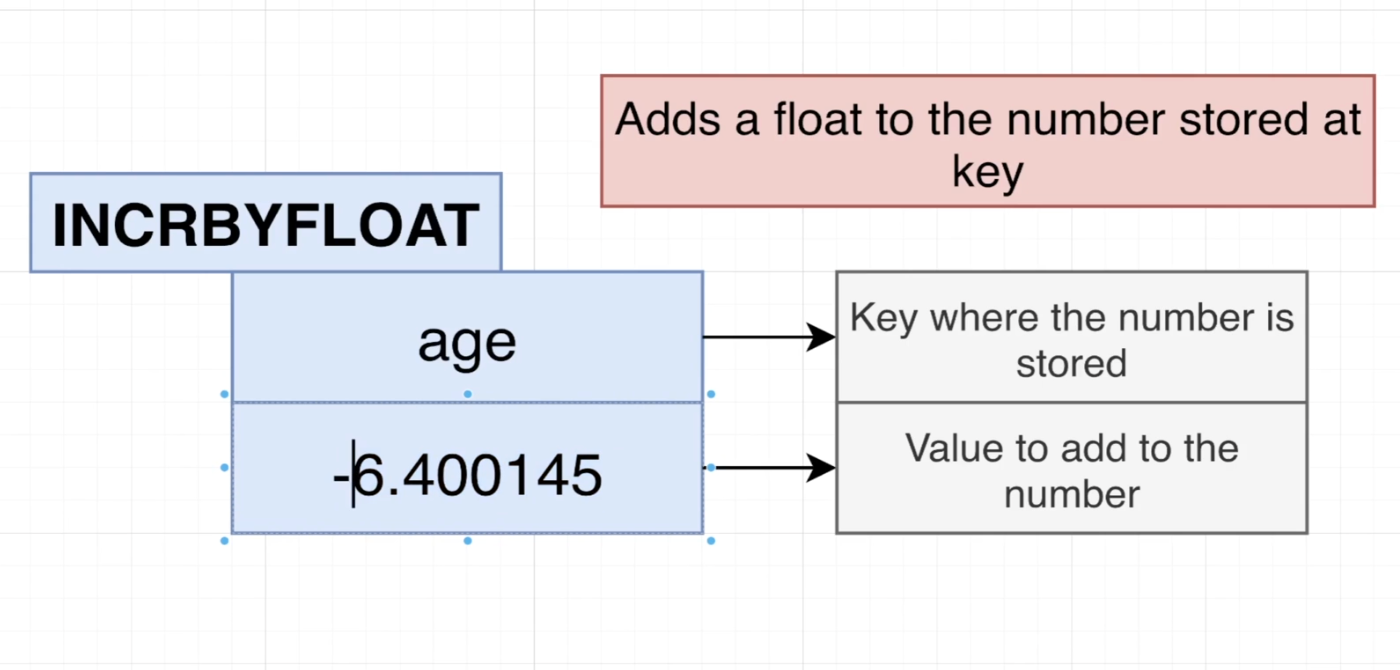 Adds a float to the number stored at
key
INCRBYFLOAT
age
Key where the number is
stored
-6.400145
Value to add to the
number